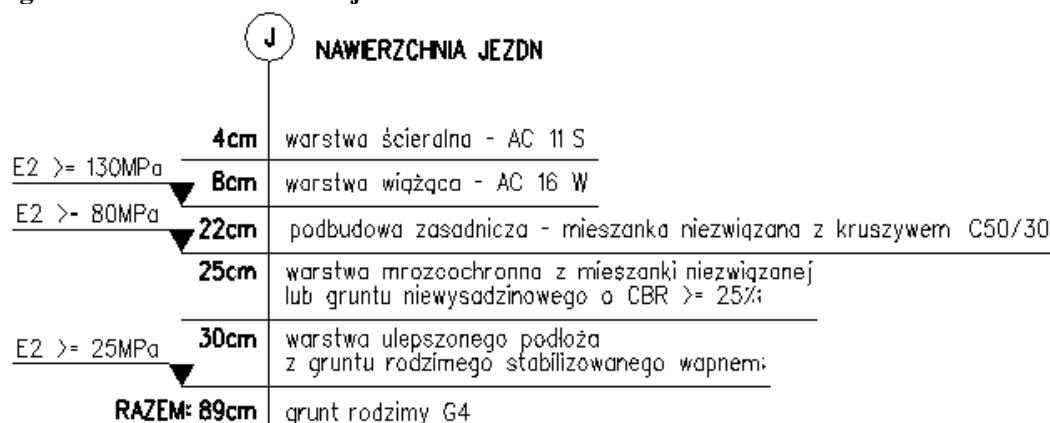 J
NAWIERZCHNIA JEZDN
4cm warstwa ścieralna - AC 11 S
E2 >= 130MPa
8cm warstwa wiążąca - AC 16 W
E2 >- 80MPa
22cm podbudowa zasadnicza - mieszanka niezwiązana z kruszywem C50/30
25cm warstwa mrozoochronna z mieszanki niezwiązanej
lub gruntu niewysadzinowego o CBR >= 25%;
30cm warstwa ulepszonego podłoża
E2 >= 25MPa
z gruntu rodzimego stabilizowanego wapnem;
RAZEM: 89cm grunt rodzimy G4